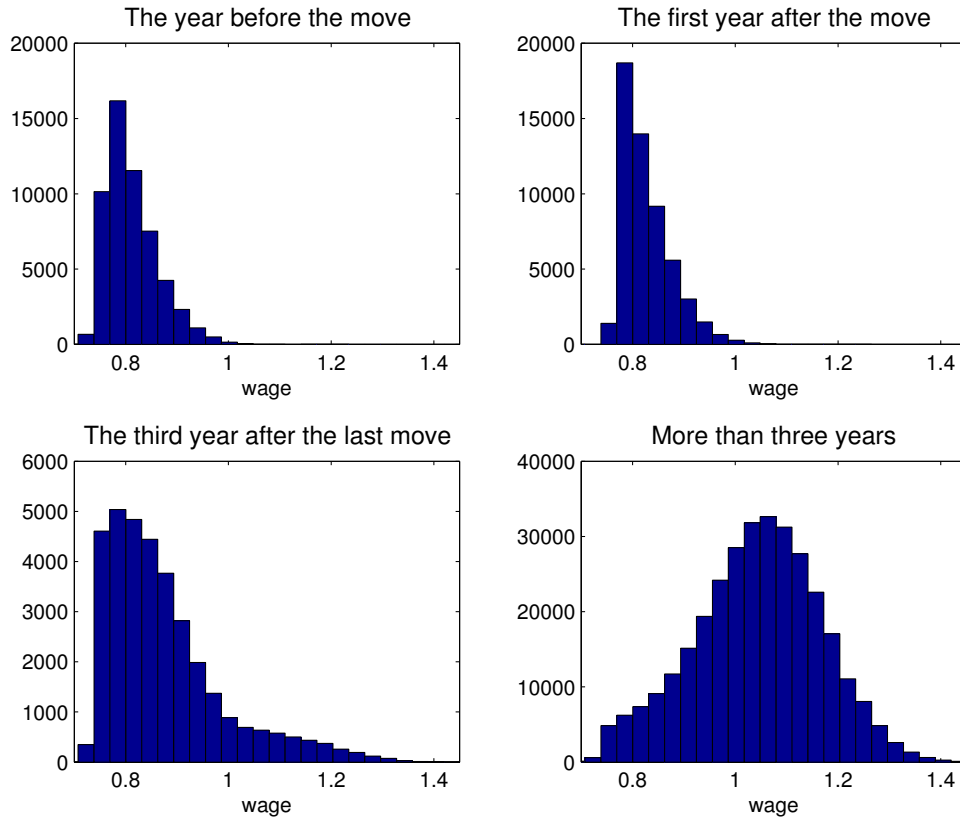 The year before the move
20000
15000
10000
5000
0
0.8 1 1.2 1.4
wage
The first year after the move
20000
15000
10000
5000
0
0.8 1 1.2 1.4
wage
The third year after the last move
6000
5000
4000
3000
2000
1000
0
0.8 1 1.2 1.4
wage
More than three years
40000
30000
20000
10000
0
0.8 1 1.2 1.4
wage